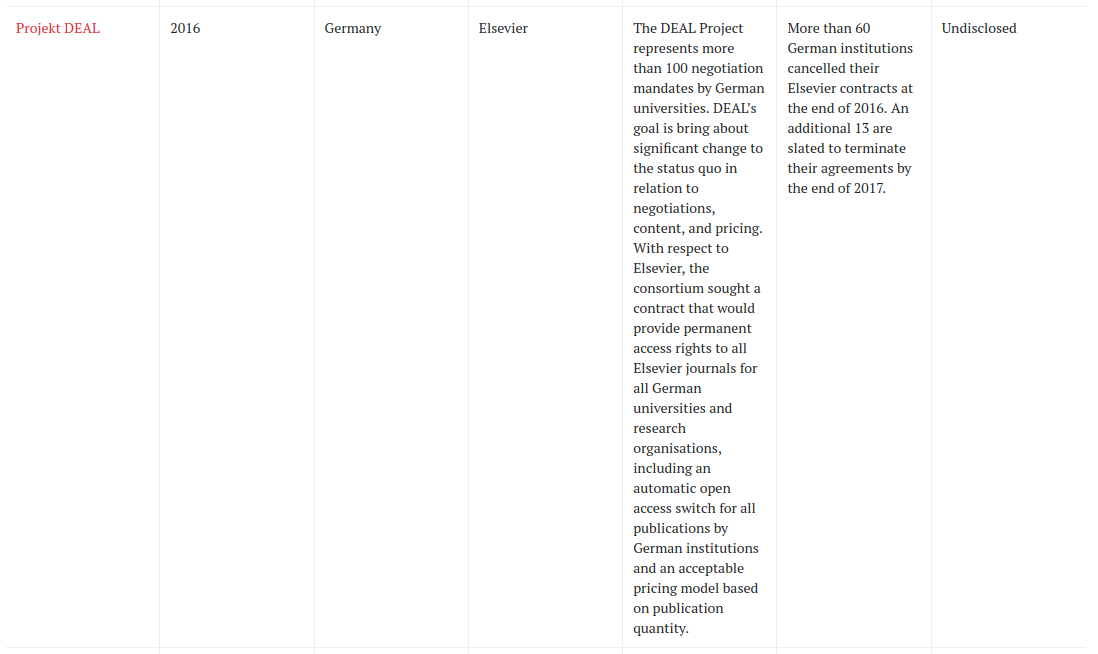 Projekt DEAL
2016
Germany
Elsevier
The DEAL Project
represents more
than 100 negotiation
mandates by German
universities. DEAL’s
goal is bring about
significant change to
the status quo in
relation to
negotiations,
content, and pricing.
With respect to
Elsevier, the
consortium sought a
contract that would
provide permanent
access rights to all
Elsevier journals for
all German
universities and
research
organisations,
including an
automatic open
access switch for all
publications by
German institutions
and an acceptable
pricing model based
on publication
quantity.
More than 60
German institutions
cancelled their
Elsevier contracts at
the end of 2016. An
additional 13 are
slated to terminate
their agreements by
the end of 2017.
Undisclosed